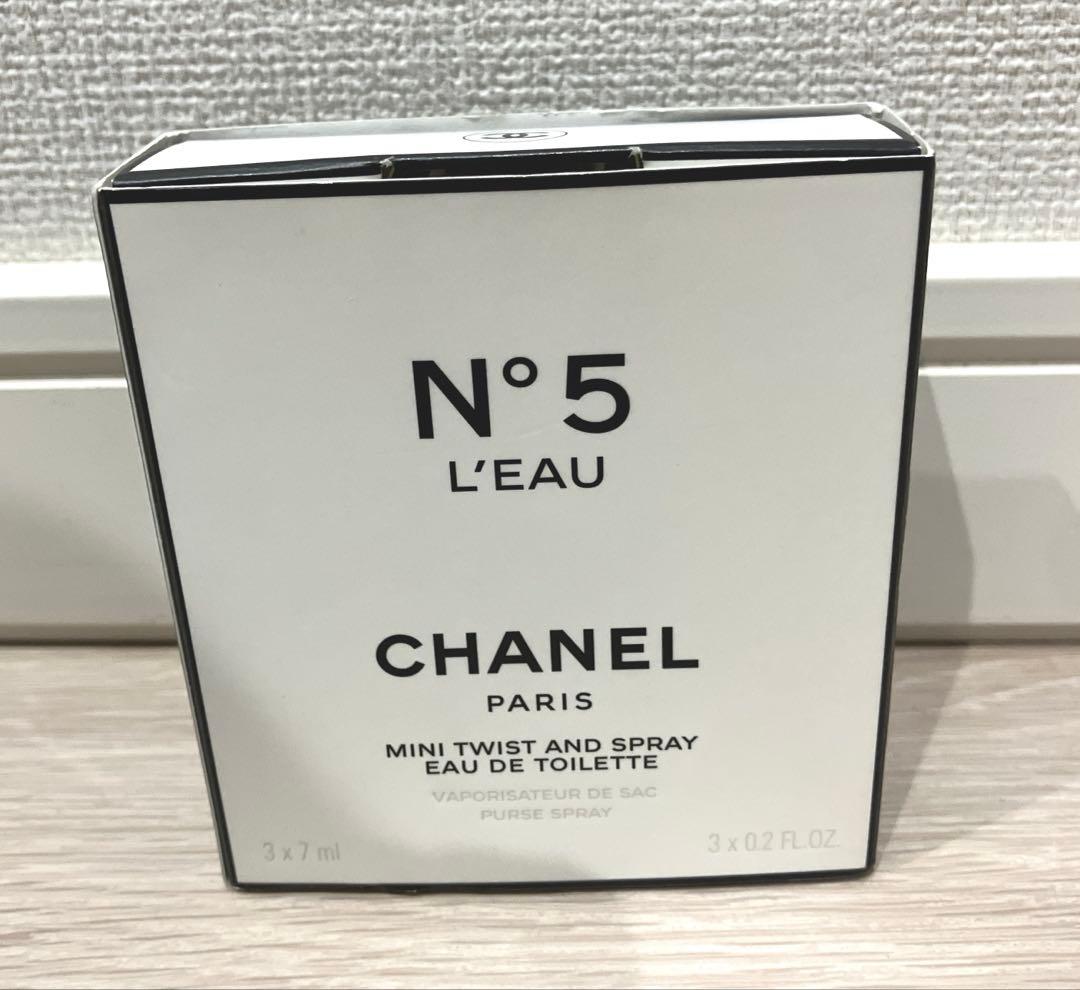 N° 5
L'EAU
CHANEL
PARIS
MINI TWIST AND SPRAY
EAU DE TOILETTE
VAPORISATEUR DE SAC
PURSE SPRAY
3 x 7 ml
3 x 0.2 FL.OZ.